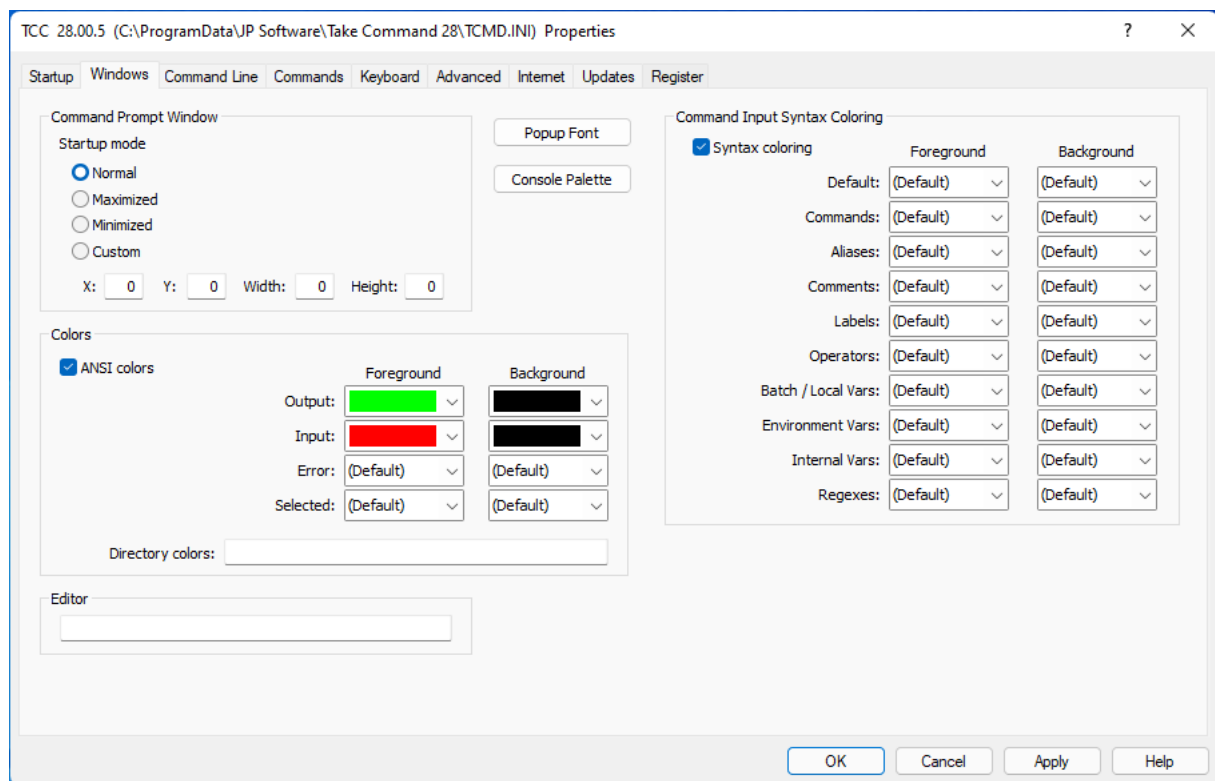 TCC 28.00.5 (C:\ProgramData\JP Software\Take Command 28\TCMD.INI) Properties
Startup Windows Command Line Commands Keyboard Advanced Internet Updates Register
Command Prompt Window
Startup mode
Normal
Maximized
Minimized
Custom
X: 0 Y: 0 Width: 0 Height: 0
Popup Font
Console Palette
Colors
ANSI colors
Foreground Background
Output:
Input:
Error: (Default) (Default)
Selected: (Default) (Default)
Directory colors:
Editor
Command Input Syntax Coloring
Syntax coloring Foreground Background
Default: (Default) (Default)
Commands: (Default) (Default)
Aliases: (Default) (Default)
Comments: (Default) (Default)
Labels: (Default) (Default)
Operators: (Default) (Default)
Batch / Local Vars: (Default) (Default)
Environment Vars: (Default) (Default)
Internal Vars: (Default) (Default)
Regexes: (Default) (Default)
OK Cancel Apply Help